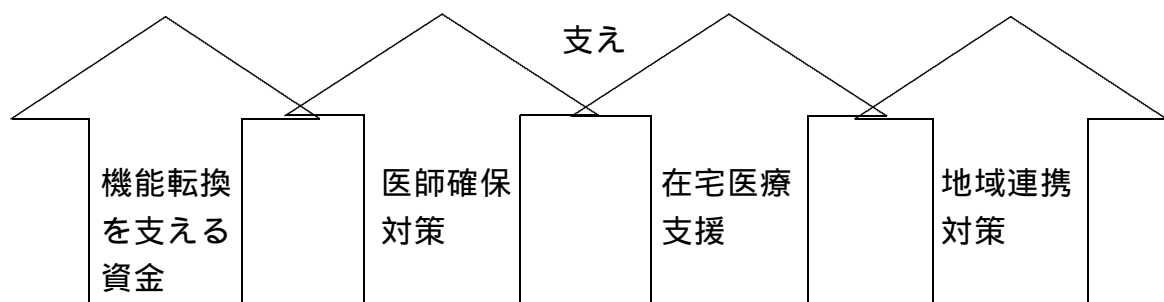 支え
機能転換
を支える
資金
医師確保
対策
在宅医療
支援
地域連携
対策